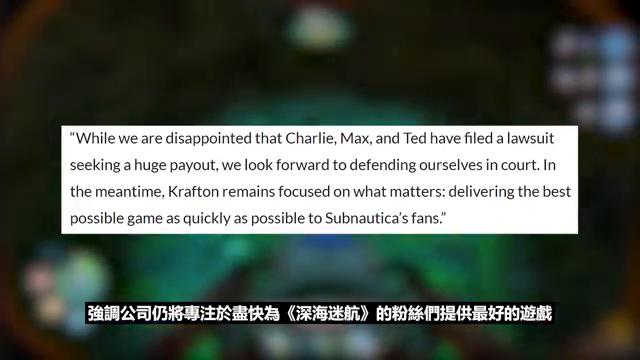 “While we are disappointed that Charlie, Max, and Ted have filed a lawsuit
seeking a huge payout, we look forward to defending ourselves in court. In
the meantime, Krafton remains focused on what matters: delivering the best
possible game as quickly as possible to Subnautica’s fans.”
強調公司仍將專注於盡快為《深海迷航》的粉絲們提供最好的遊戲